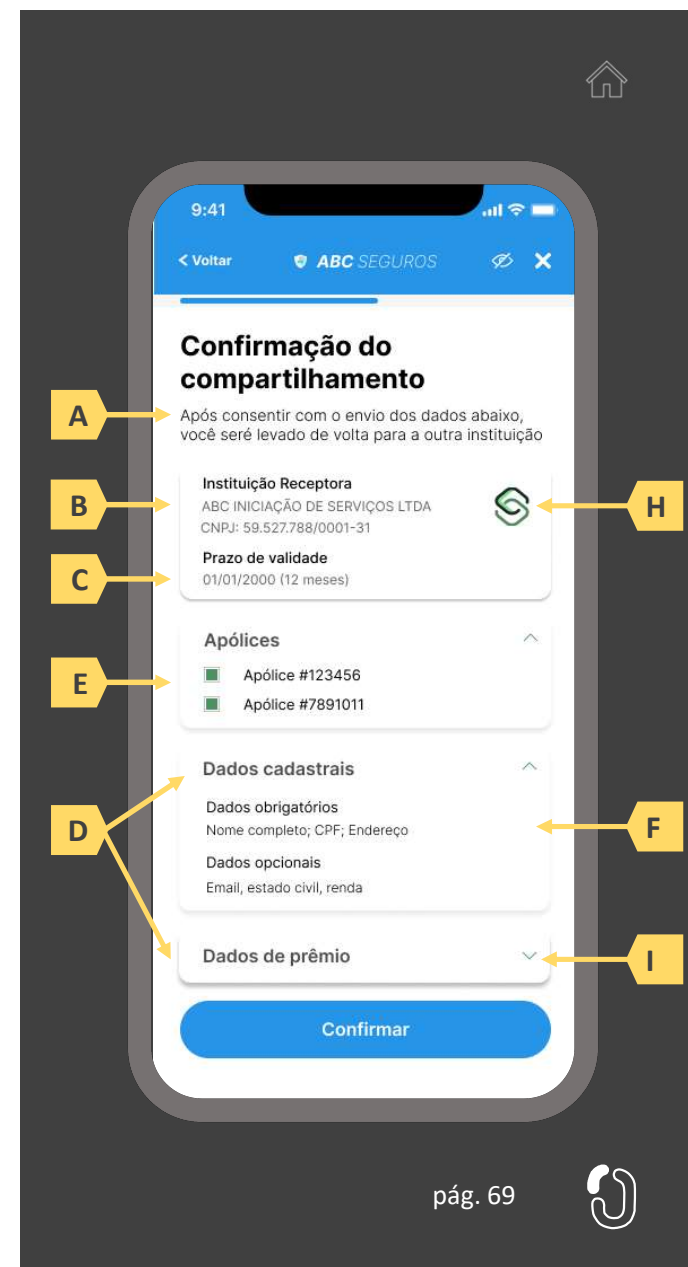 9:41
Voltar
ABC SEGUROS
Confirmação do
compartilhamento
A
Após consentir com o envio dos dados abaixo,
você seré levado de volta para a outra instituição
Instituição Receptora
B
ABC INICIAÇÃO DE SERVIÇOS LTDA
H
CNPJ: 59.527.788/0001-31
Prazo de validade
C
01/01/2000 (12 meses)
Apólices
E
Apólice #123456
Apólice #7891011
Dados cadastrais
Dados obrigatórios
D
Nome completo; CPF; Endereço
F
Dados opcionais
Email, estado civil, renda
Dados de prêmio
I
Confirmar
pág. 69